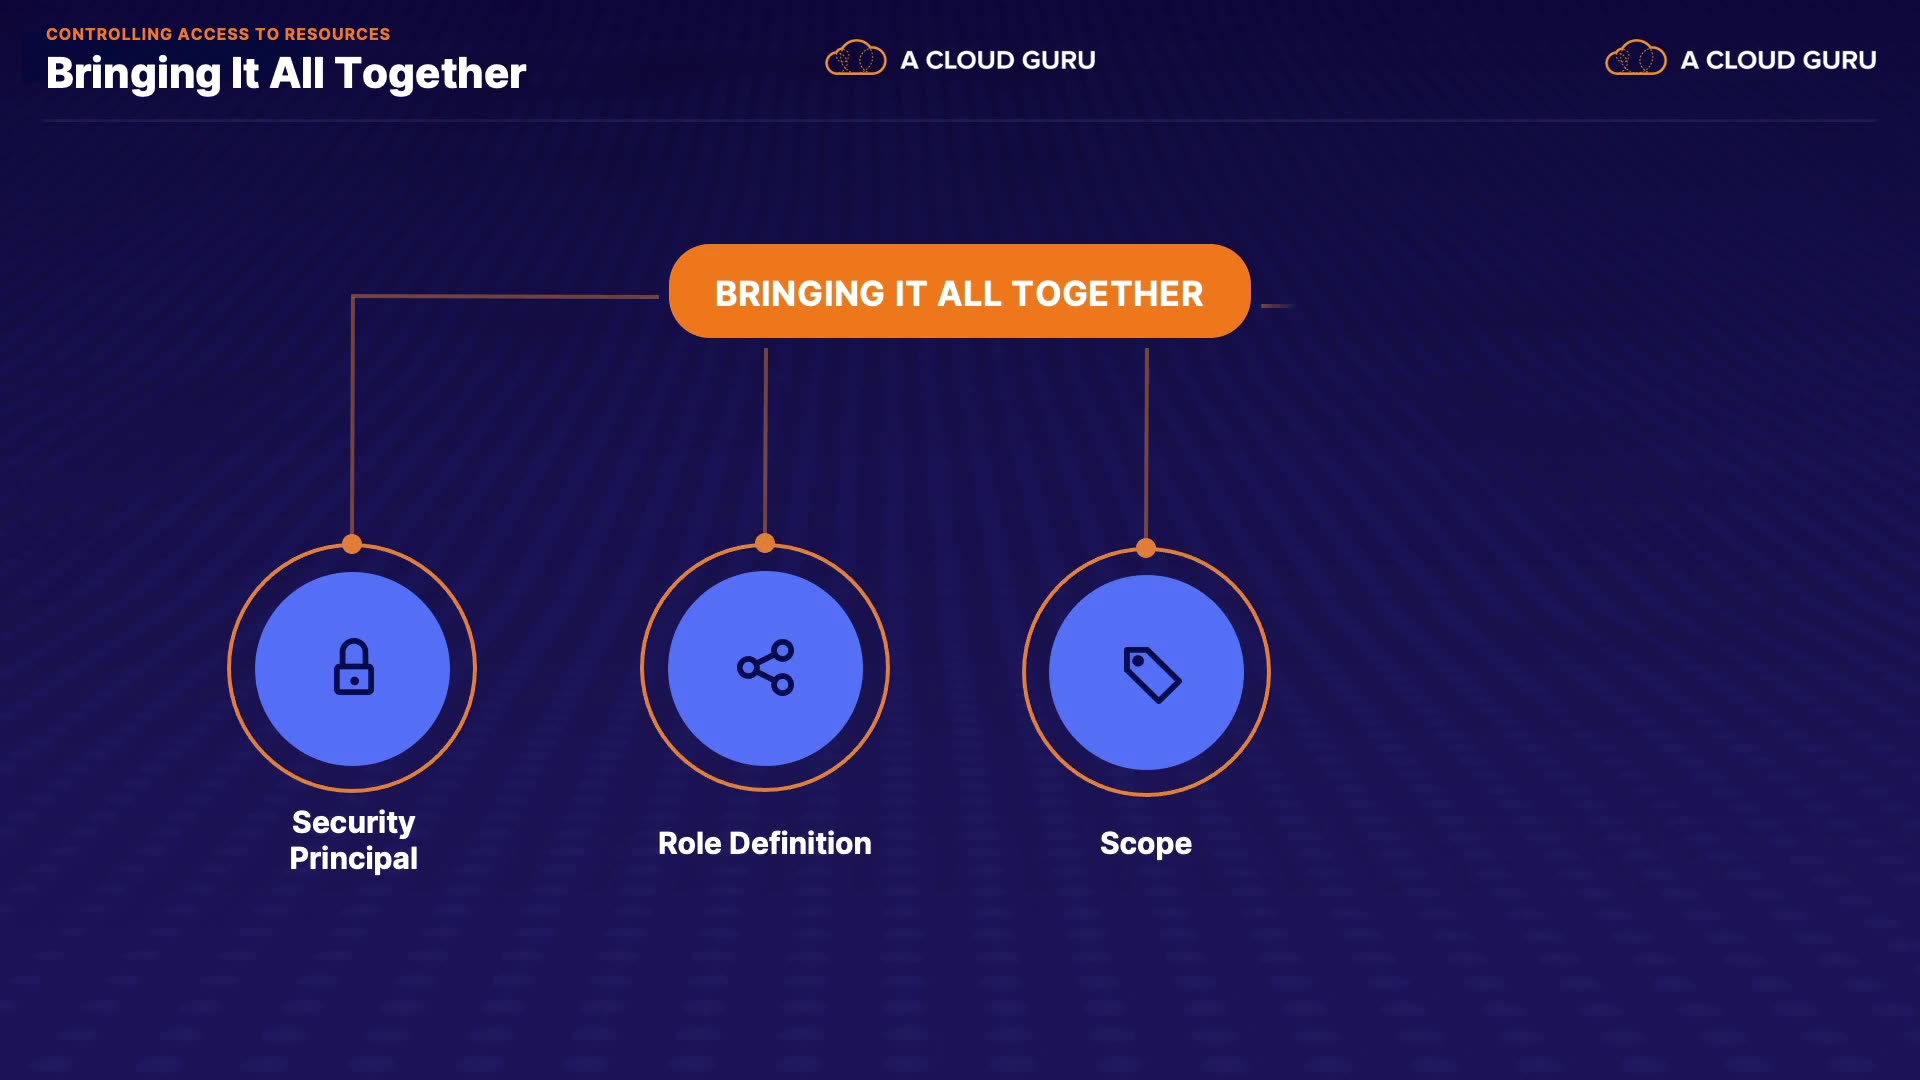 CONTROLLING ACCESS TO RESOURCES
Bringing It All Together
A CLOUD GURU
A CLOUD GURU
BRINGING IT ALL TOGETHER
Security
Principal
Role Definition
Scope